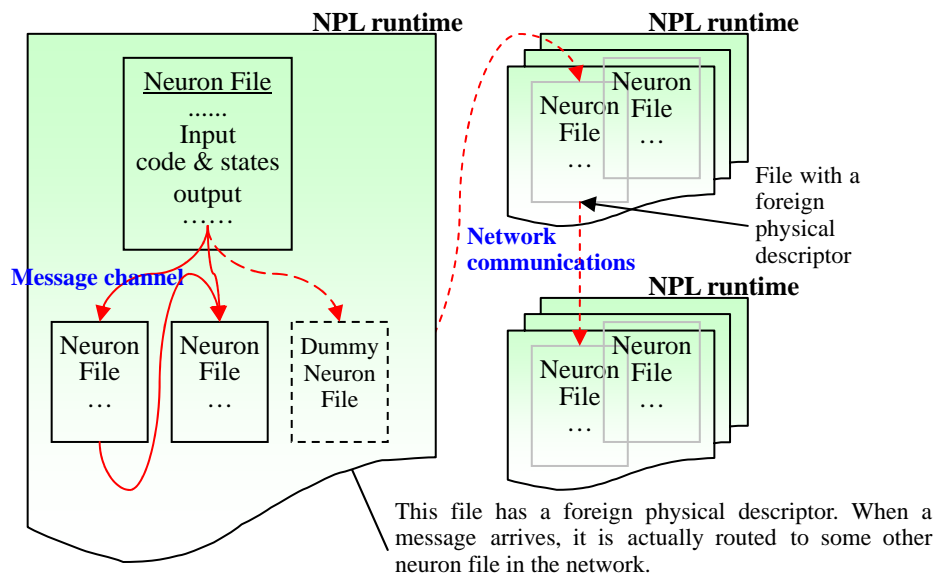 NPL runtime
Neuron File
......
Input
code & states
output
……
Message channel
Neuron
File
…
Neuron
File
…
Dummy
Neuron
File
NPL runtime
Neuron
File
…
Neuron
File
…
File with a
foreign
physical
descriptor
Network
communications
NPL runtime
Neuron
File
…
Neuron
File
…
This file has a foreign physical descriptor. When a
message arrives, it is actually routed to some other
neuron file in the network.